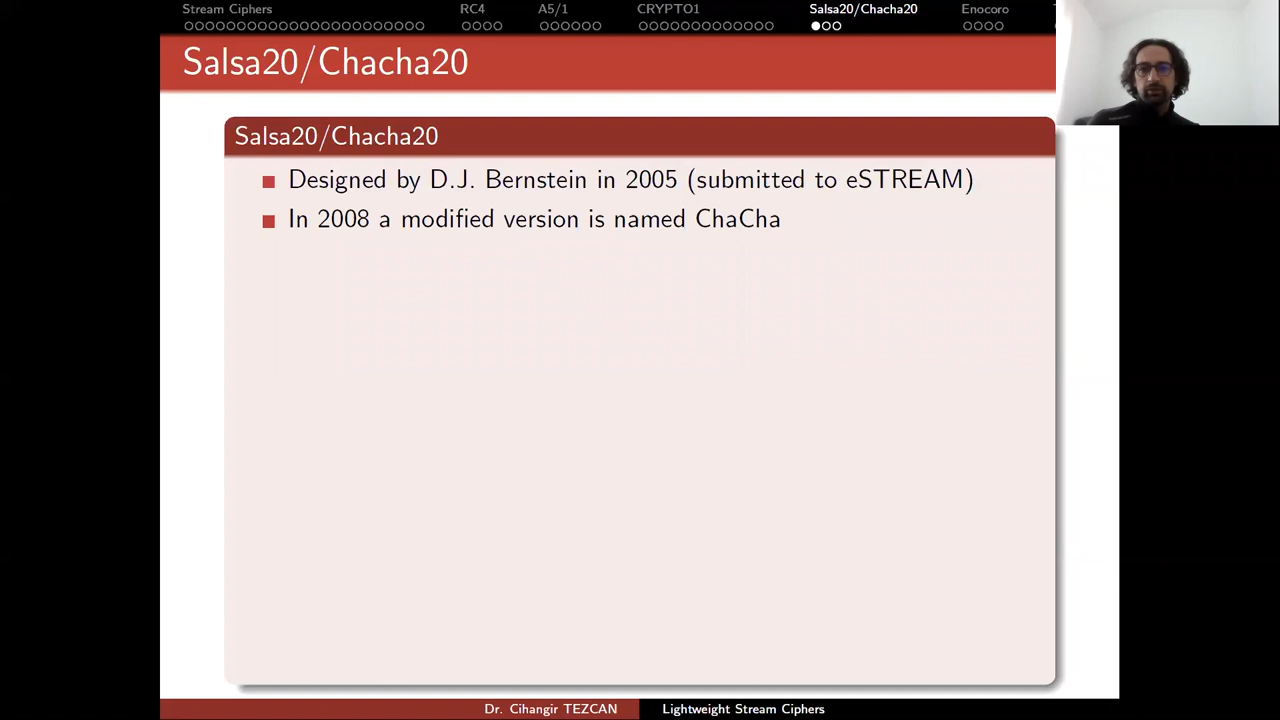 Stream Ciphers RC4 A5/1 CRYPTO1 Salsa20/Chacha20 Enocoro
Salsa20/Chacha20
Salsa20/Chacha20
Designed by D.J. Bernstein in 2005 (submitted to eSTREAM)
In 2008 a modified version is named ChaCha
Dr. Cihangir TEZCAN Lightweight Stream Ciphers